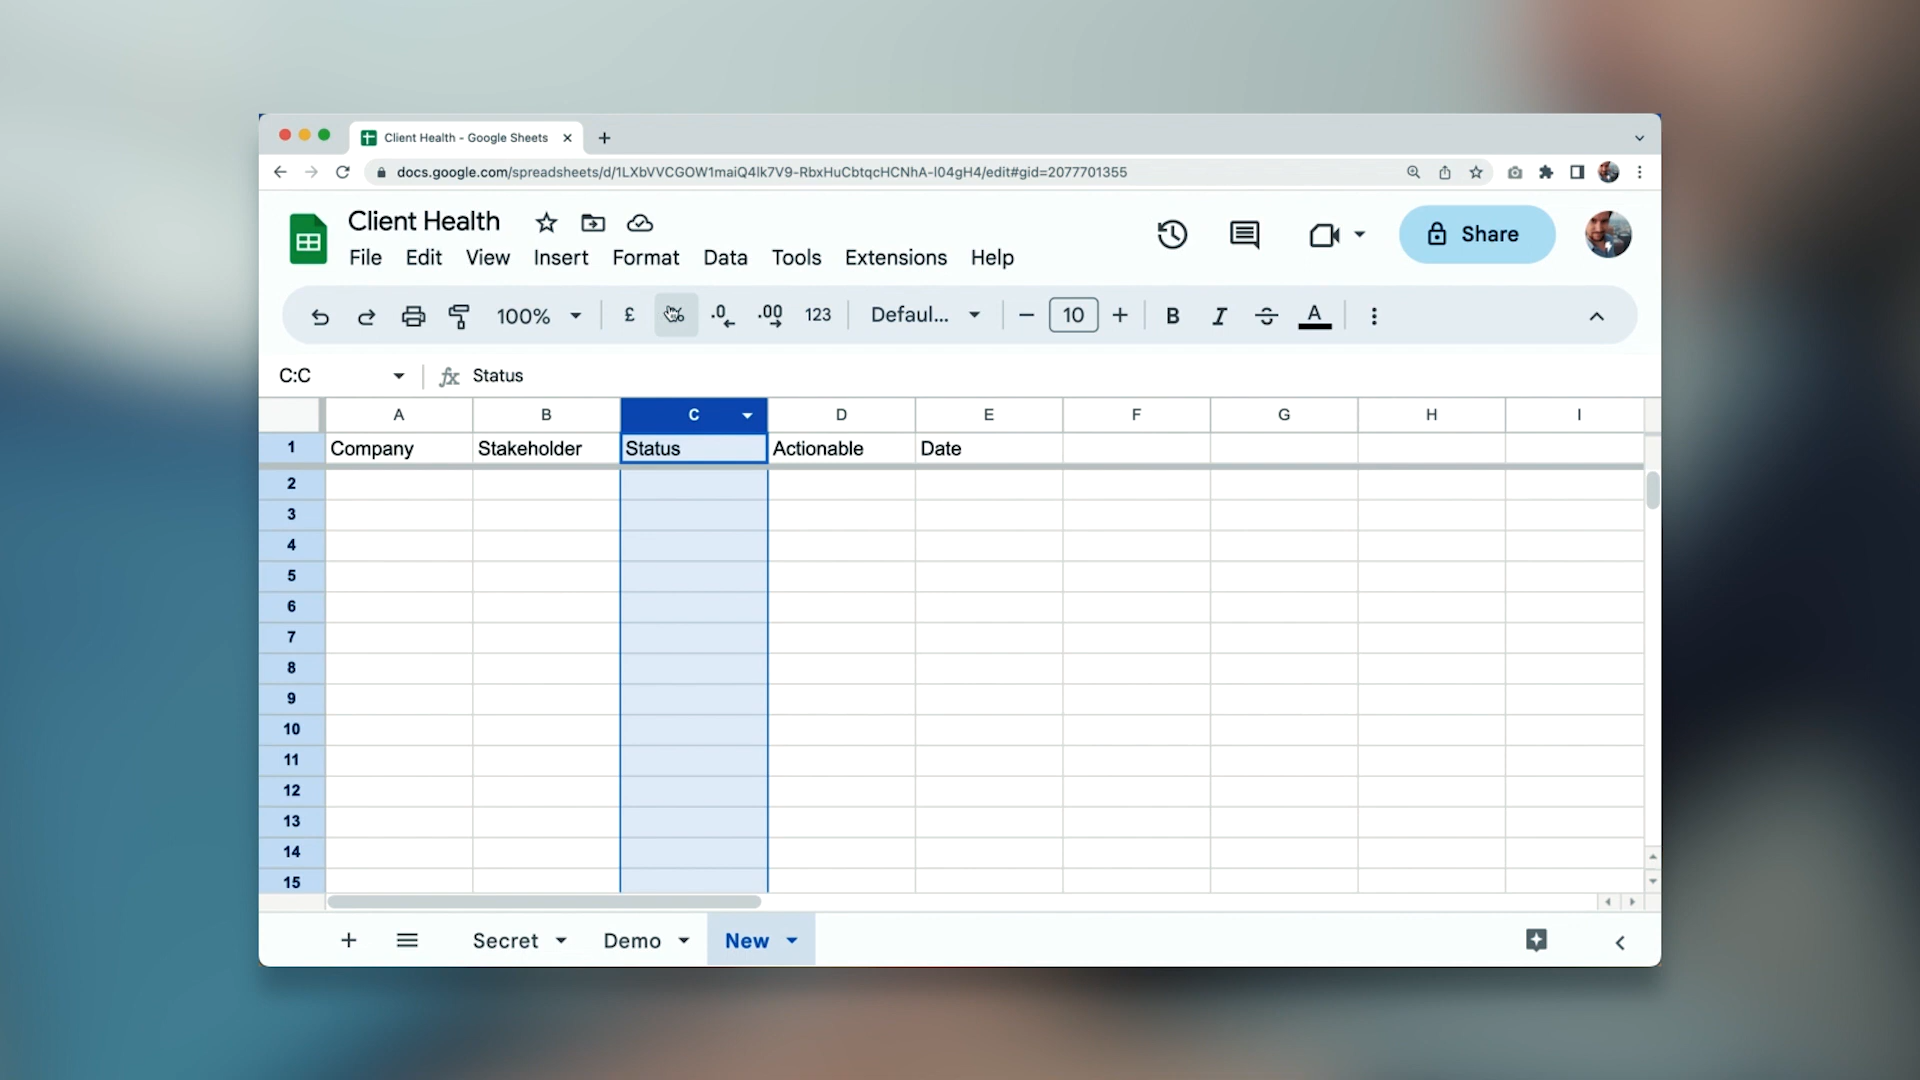 Client Health - Google Sheets
docs.google.com/spreadsheets/d/1LXbVVCGOW1maiQ4lk7V9-RbxHuCbtqcHCNhA-l04gH4/edit#gid=2077701355
Client Health
File Edit View Insert Format Data Tools Extensions Help
Share
100% £ % .0 .00 123 Defaul... 10 B I S A
C:C fx Status
A B C D E F G H I
1 Company Stakeholder Status Actionable Date
2
3
4
5
6
7
8
9
10
11
12
13
14
15
Secret Demo New